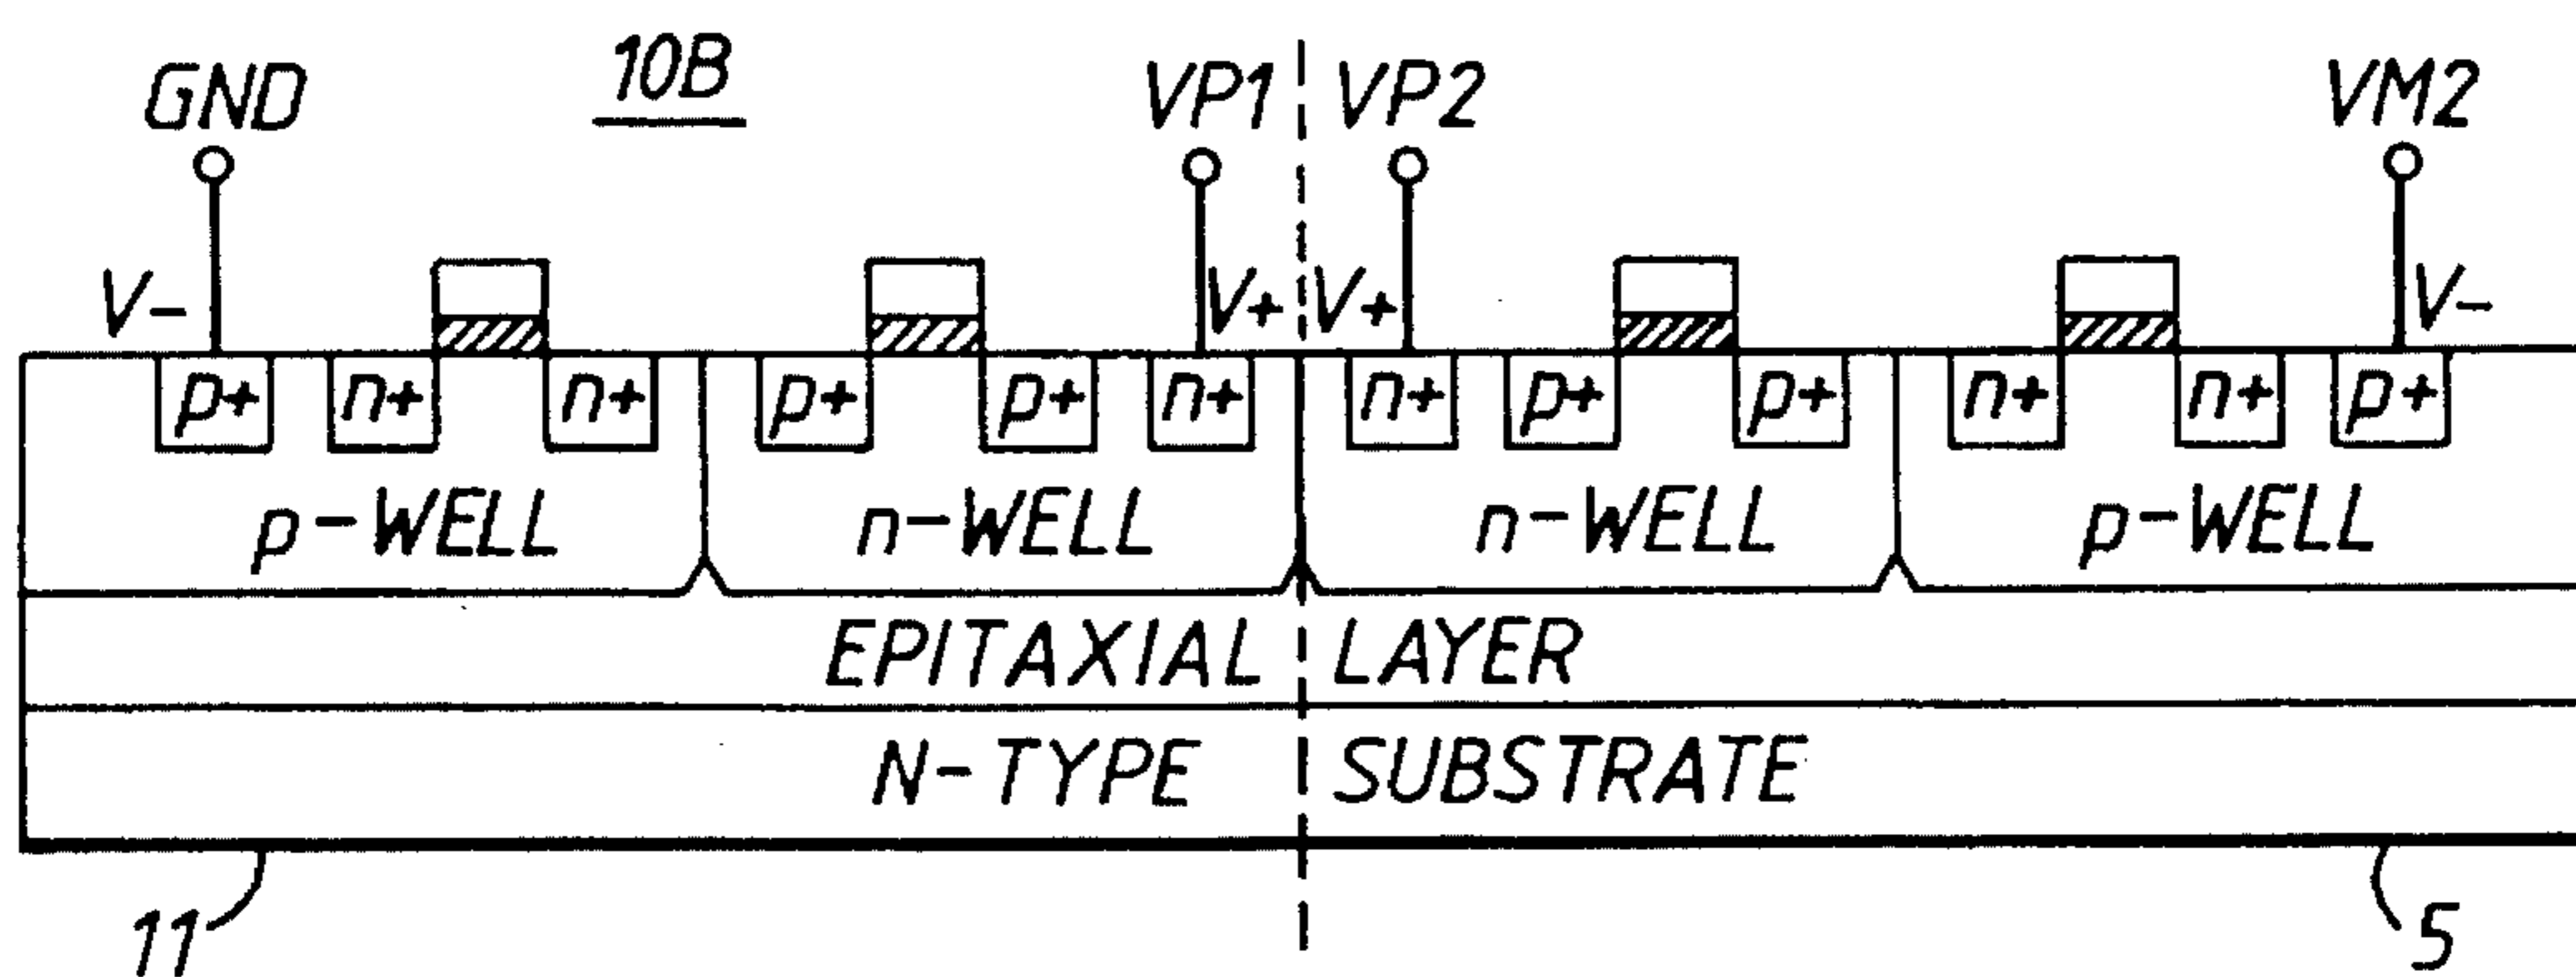 10B
GND VP1 VP2 VM2
V- V+ V+ V-
p+ n+ n+ p+ p+ n+ n+ p+ p+ n+ n+ p+
p-WELL n-WELL n-WELL p-WELL
EPITAXIAL LAYER
N-TYPE SUBSTRATE
11 5